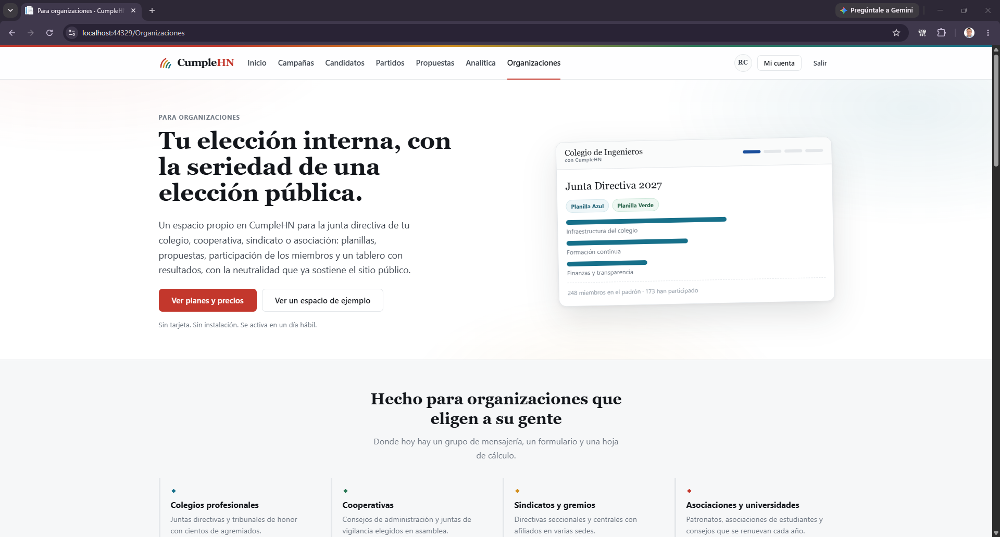 Para organizaciones · CumpleH
Pregúntale a Gemini
localhost:44329/Organizaciones
CumpleHN
Inicio
Campañas
Candidatos
Partidos
Propuestas
Analítica
Organizaciones
RC
Mi cuenta
Salir
PARA ORGANIZACIONES
Tu elección interna, con
la seriedad de una
elección pública.
Un espacio propio en CumpleHN para la junta directiva de tu
colegio, cooperativa, sindicato o asociación: planillas,
propuestas, participación de los miembros y un tablero con
resultados, con la neutralidad que ya sostiene el sitio público.
Ver planes y precios
Ver un espacio de ejemplo
Sin tarjeta. Sin instalación. Se activa en un día hábil.
Colegio de Ingenieros
con CumpleHN
Junta Directiva 2027
Planilla Azul
Planilla Verde
Infraestructura del colegio
Formación continua
Finanzas y transparencia
248 miembros en el padrón · 173 han participado
Hecho para organizaciones que
eligen a su gente
Donde hoy hay un grupo de mensajería, un formulario y una hoja
de cálculo.
Colegios profesionales
Juntas directivas y tribunales de honor
con cientos de agremiados.
Cooperativas
Consejos de administración y juntas de
vigilancia elegidos en asamblea.
Sindicatos y gremios
Directivas seccionales y centrales con
afiliados en varias sedes.
Asociaciones y universidades
Patronatos, asociaciones de estudiantes y
consejos que se renuevan cada año.